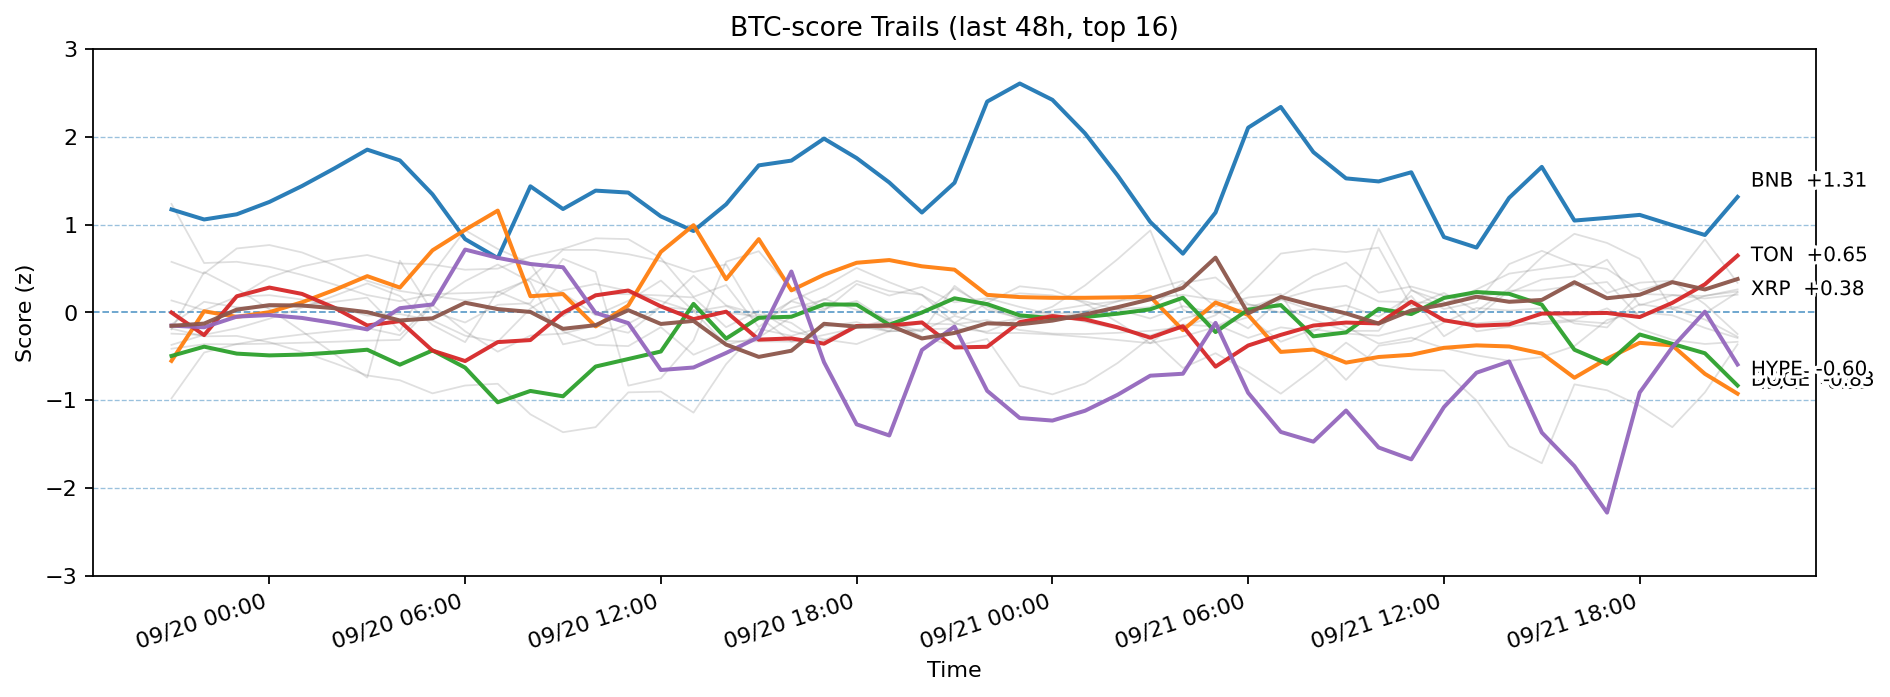 BTC-score Trails (last 48h, top 16)
Score (z)
3
2
1
0
−1
−2
−3
BNB +1.31
TON +0.65
XRP +0.38
HYPE -0.60
DOGE -0.83
09/20 00:00
09/20 06:00
09/20 12:00
09/20 18:00
09/21 00:00
09/21 06:00
09/21 12:00
09/21 18:00
Time